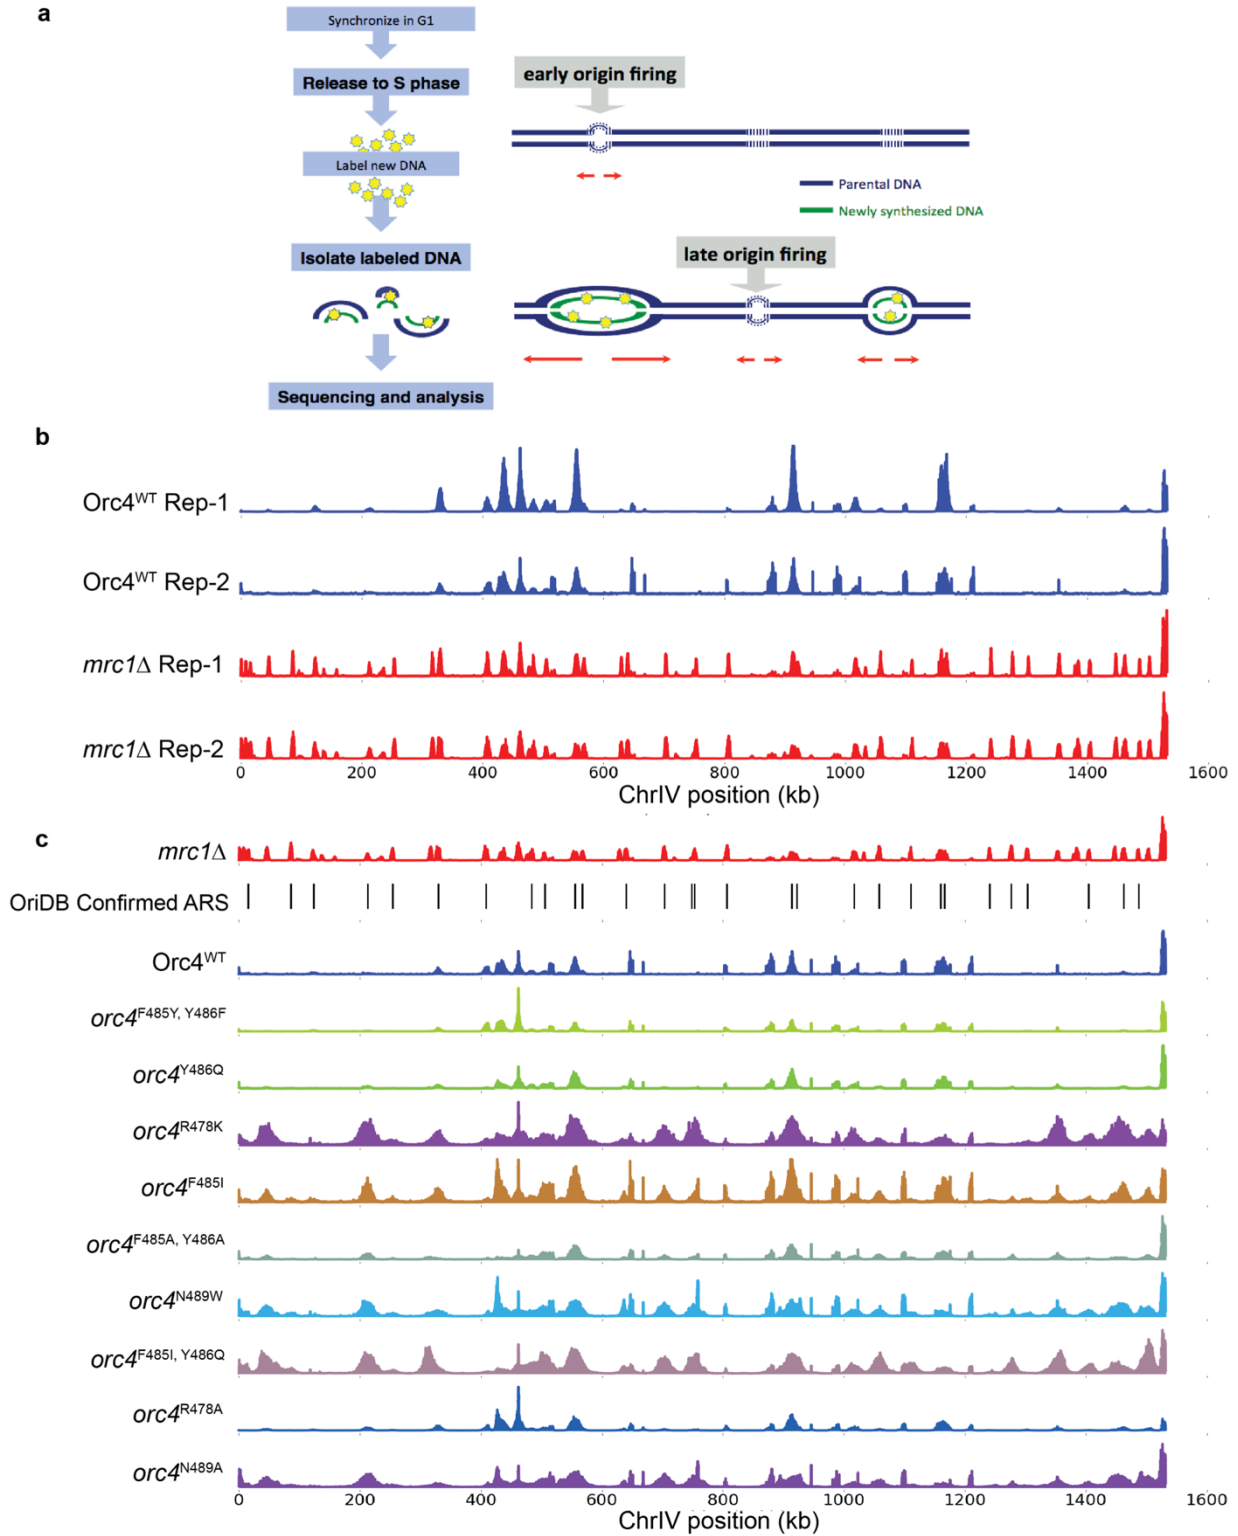 a
Synchronize in G1
Release to S phase
early origin firing
Label new DNA
Parental DNA
Newly synthesized DNA
Isolate labeled DNA
late origin firing
Sequencing and analysis
b
Orc4WT Rep-1
Orc4WT Rep-2
mrc1Δ Rep-1
mrc1Δ Rep-2
0 200 400 600 800 1000 1200 1400 1600
ChrIV position (kb)
c
mrc1Δ
OriDB Confirmed ARS
Orc4WT
orc4F485Y, Y486F
orc4Y486Q
orc4R478K
orc4F485I
orc4F485A, Y486A
orc4N489W
orc4F485I, Y486Q
orc4R478A
orc4N489A
0 200 400 600 800 1000 1200 1400 1600
ChrIV position (kb)